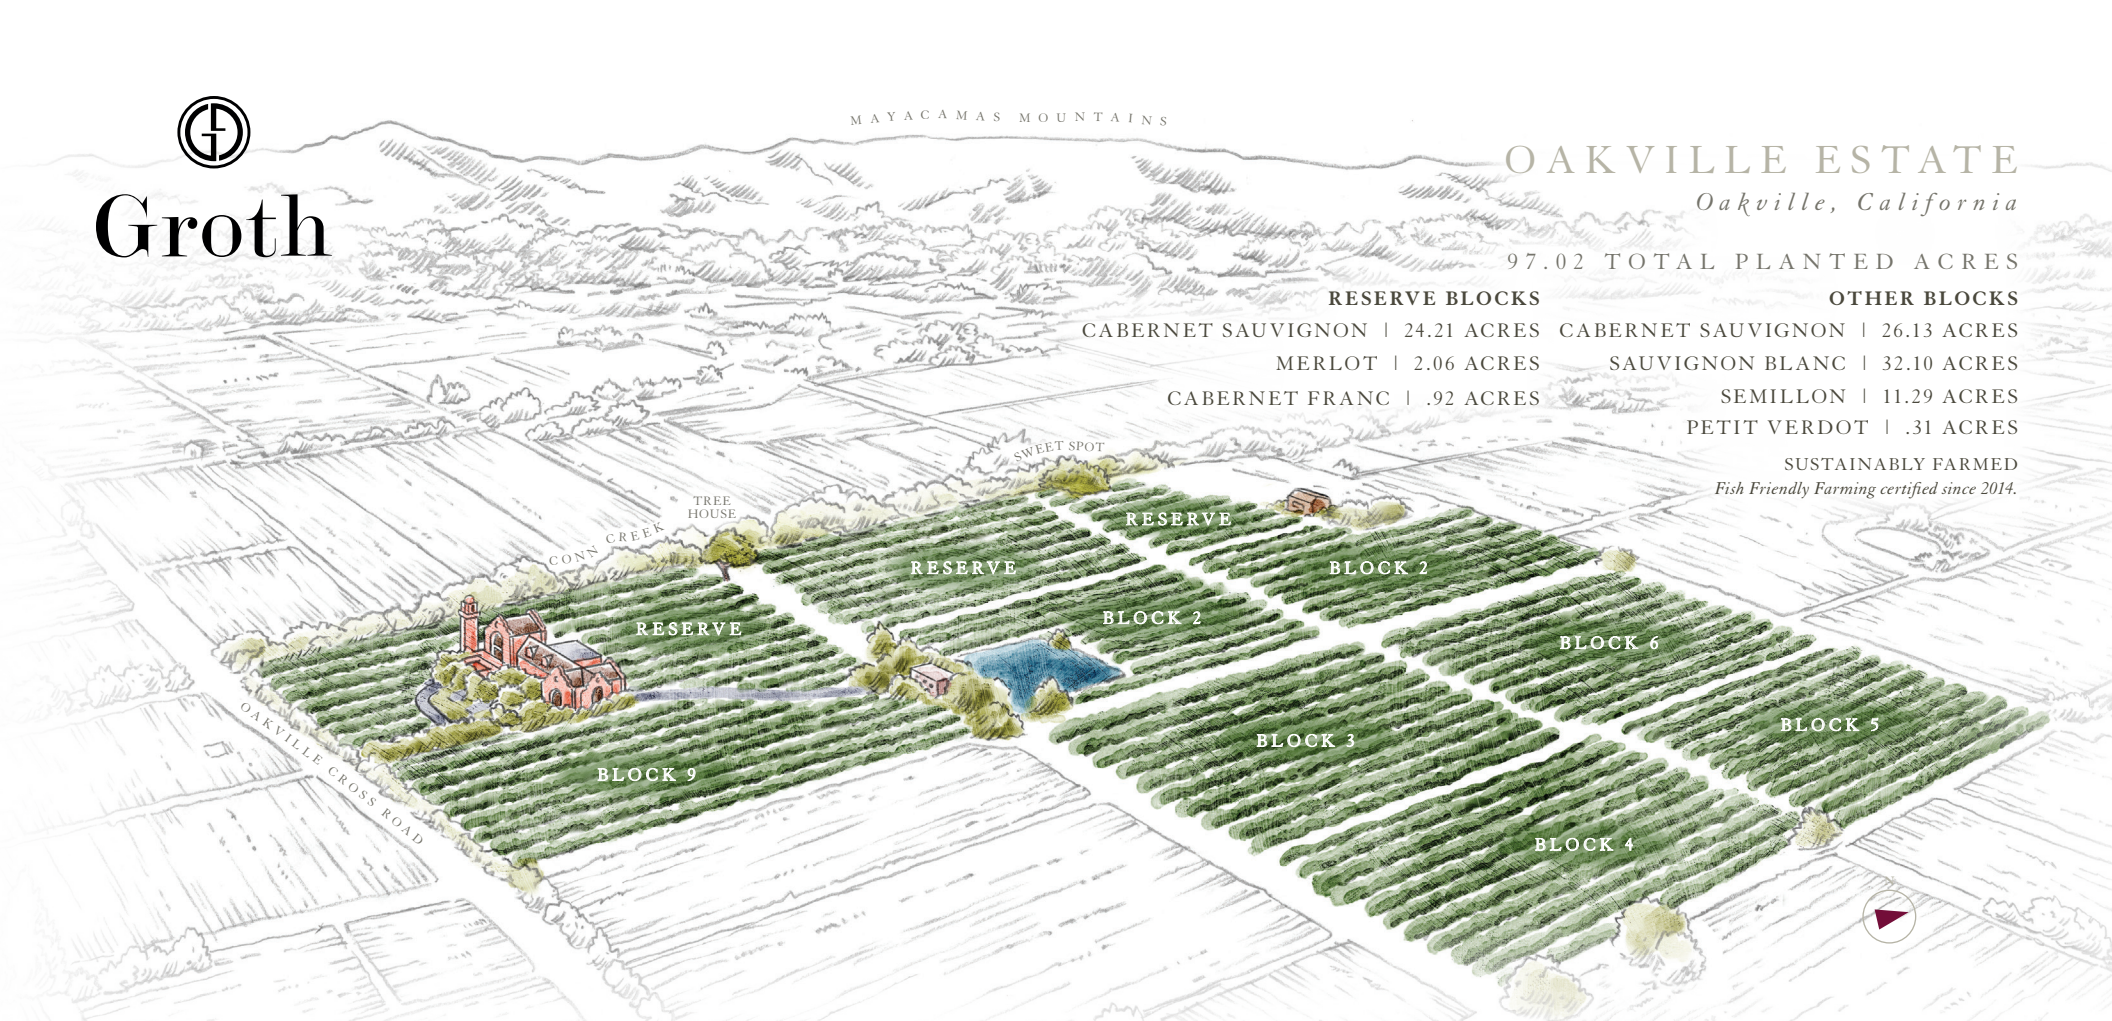 MAYACAMAS MOUNTAINS
Groth
OAKVILLE ESTATE
Oakville, California
97.02 TOTAL PLANTED ACRES
RESERVE BLOCKS
CABERNET SAUVIGNON | 24.21 ACRES
MERLOT | 2.06 ACRES
CABERNET FRANC | .92 ACRES
OTHER BLOCKS
CABERNET SAUVIGNON | 26.13 ACRES
SAUVIGNON BLANC | 32.10 ACRES
SEMILLON | 11.29 ACRES
PETIT VERDOT | .31 ACRES
SUSTAINABLY FARMED
Fish Friendly Farming certified since 2014.
SWEET SPOT
TREE
HOUSE
CONN CREEK
RESERVE
RESERVE
BLOCK 2
BLOCK 2
RESERVE
BLOCK 6
BLOCK 5
BLOCK 3
BLOCK 9
OAKVILLE CROSS ROAD
BLOCK 4